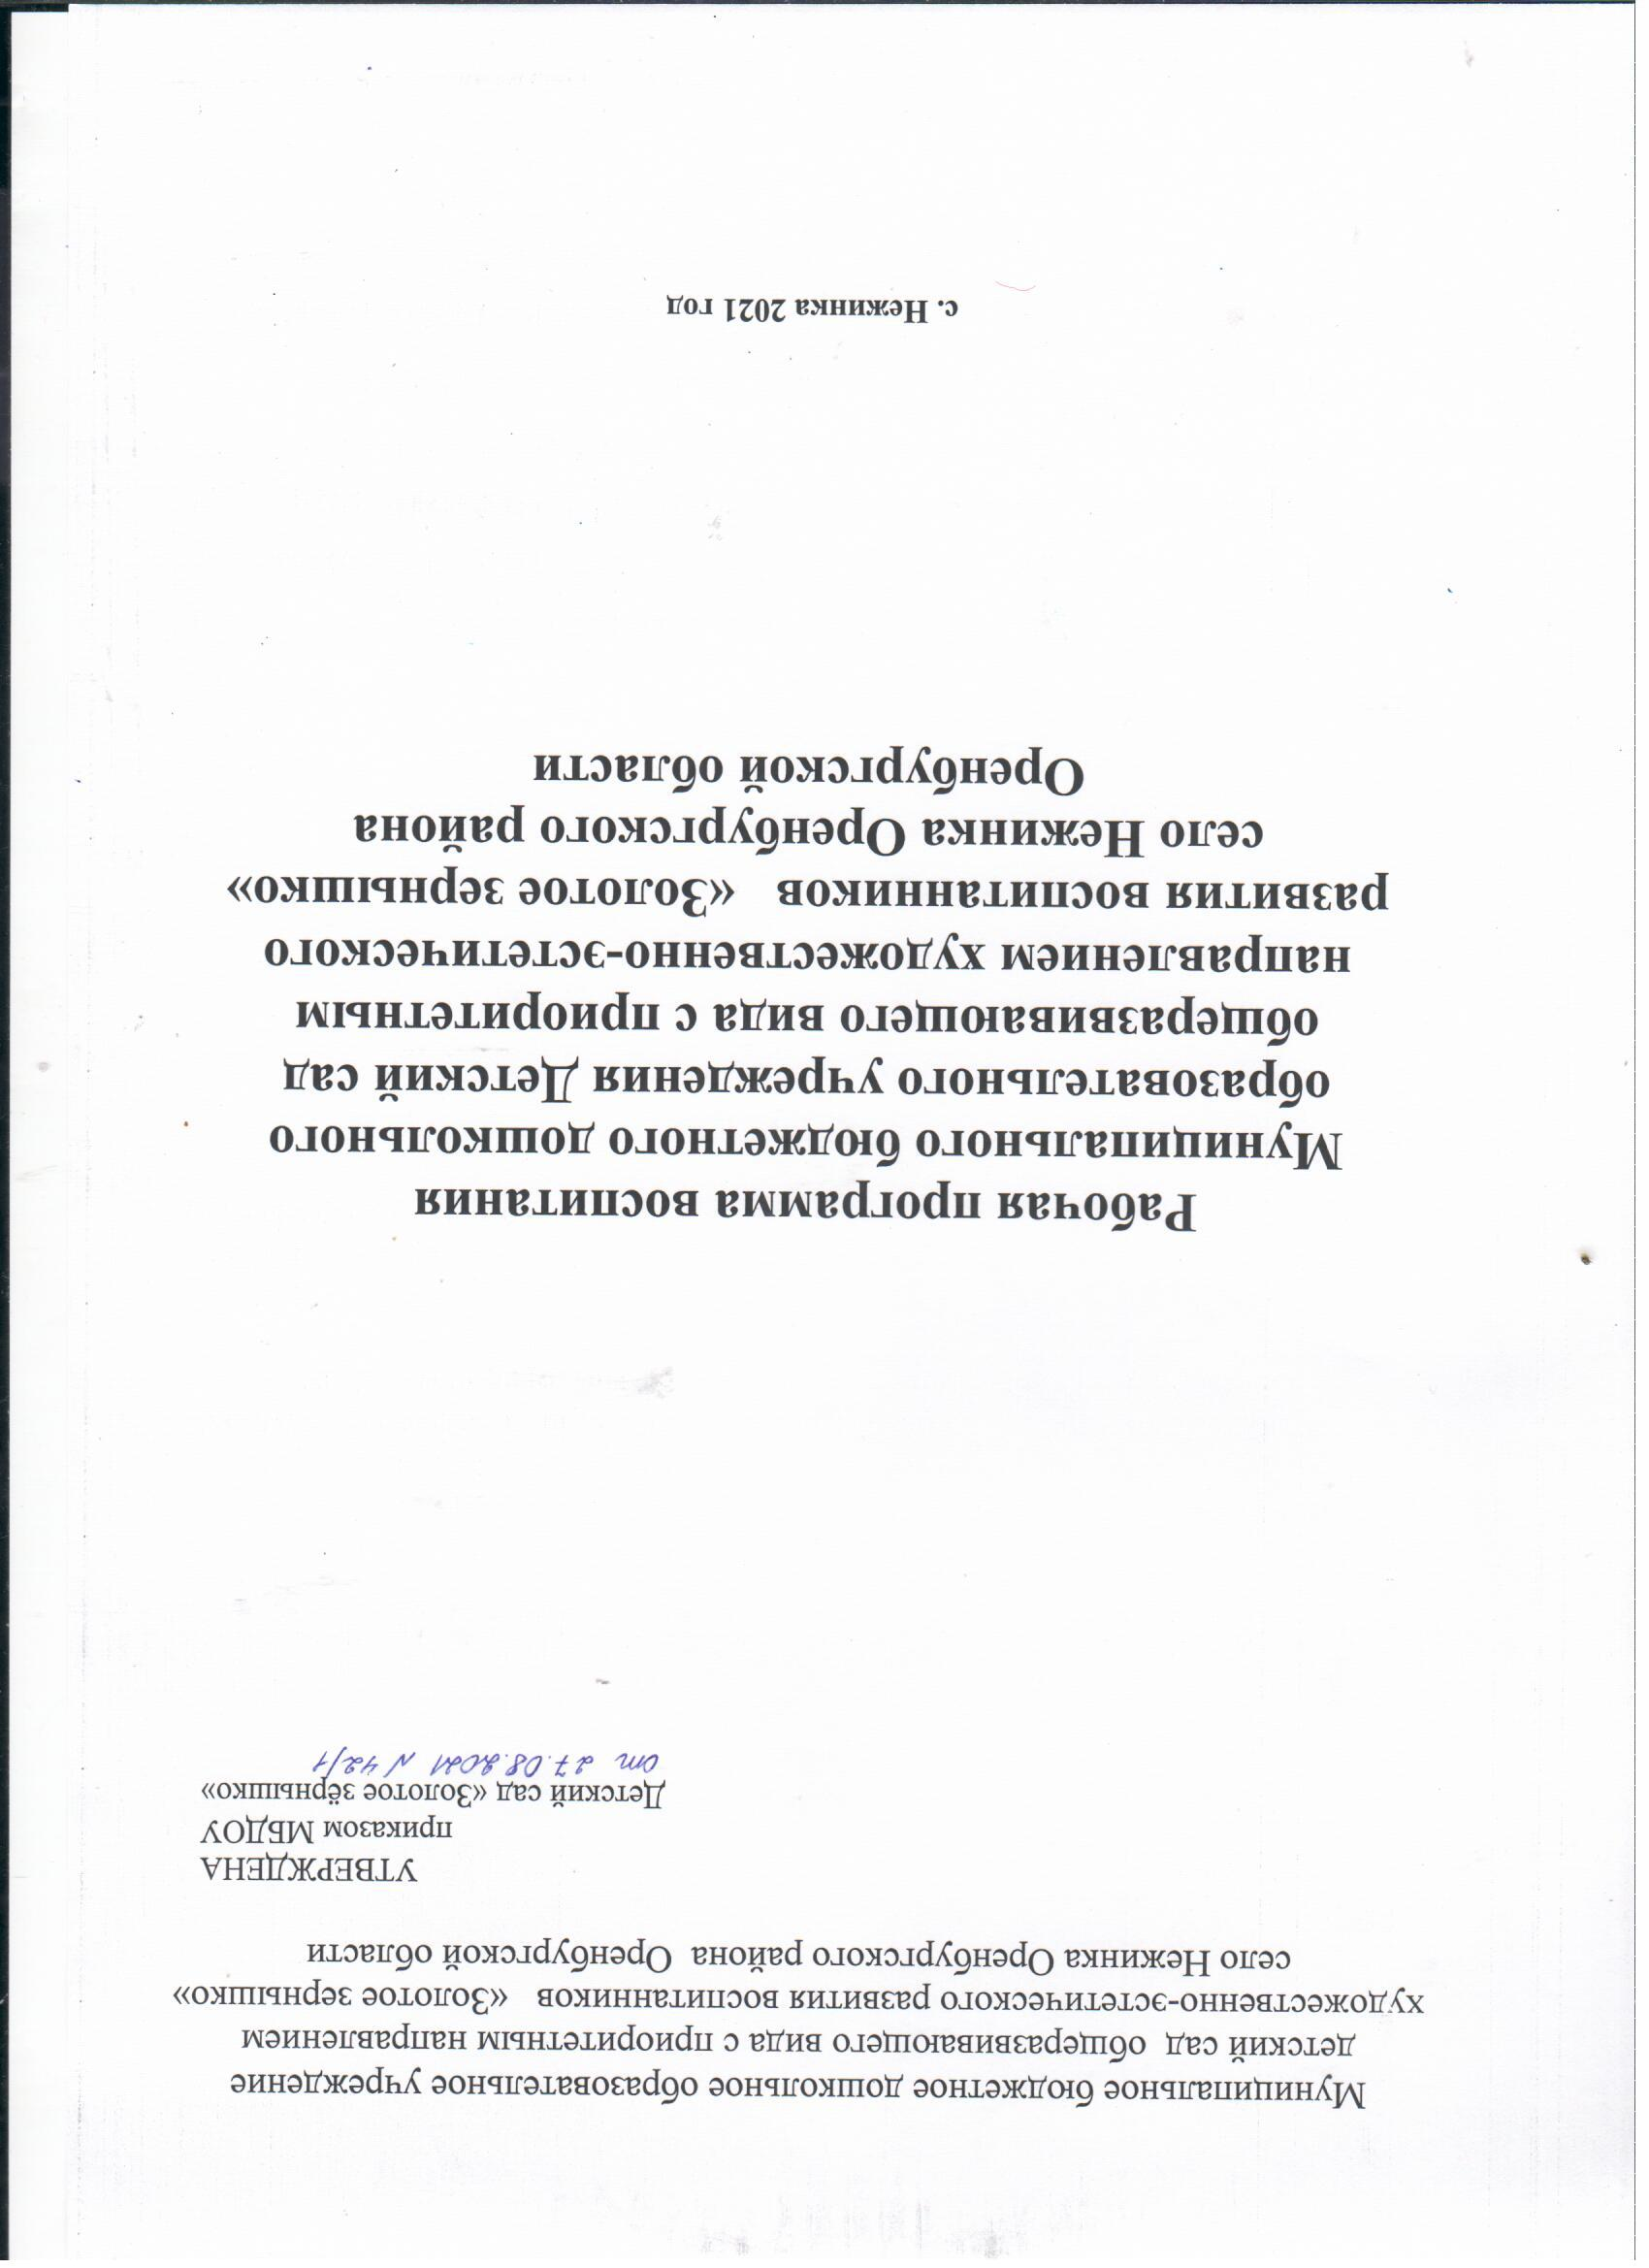 Муниципальное бюджетное дошкольное образовательное учреждение
детский сад общеразвивающего вида с приоритетным направлением
художественно-эстетического развития воспитанников «Золотое зернышко»
село Нежинка Оренбургского района Оренбургской области
УТВЕРЖДЕНА
приказом МБДОУ
Детский сад «Золотое зёрнышко»
от 27.08.2021 N 42/1
Рабочая программа воспитания
Муниципального бюджетного дошкольного
образовательного учреждения Детский сад
общеразвивающего вида с приоритетным
направлением художественно-эстетического
развития воспитанников «Золотое зернышко»
село Нежинка Оренбургского района
Оренбургской области
с. Нежинка 2021 год